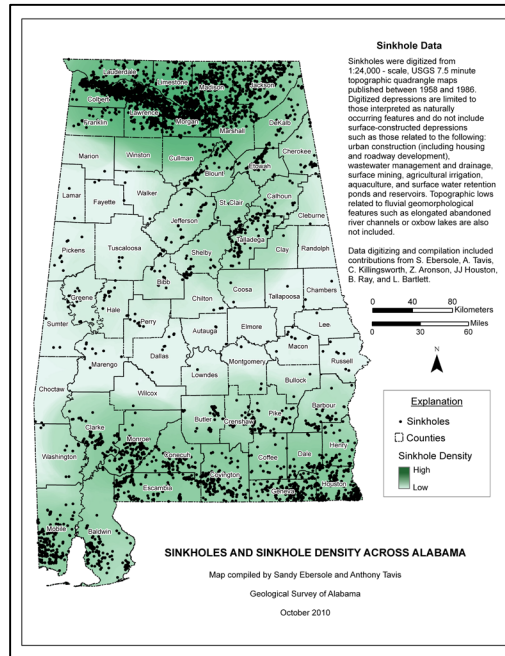 Sinkhole Data
Sinkholes were digitized from
1:24,000 - scale, USGS 7.5 minute
topographic quadrangle maps
published between 1958 and 1986.
Digitized depressions are limited to
those interpreted as naturally
occurring features and do not include
surface-constructed depressions
such as those related to the following:
urban construction (including housing
and roadway development),
wastewater management and drainage,
surface mining, agricultural irrigation,
aquaculture, and surface water retention
ponds and reservoirs. Topographic lows
related to fluvial geomorphological
features such as elongated abandoned
river channels or oxbow lakes are also
not included.
Data digitizing and compilation included
contributions from S. Ebersole, A. Tavis,
C. Killingsworth, Z. Aronson, JJ Houston,
B. Ray, and L. Bartlett.
0 40 80
Kilometers
Miles
0 30 60
N
Explanation
Sinkholes
Counties
Sinkhole Density
High
Low
Lauderdale
Limestone
Madison
Jackson
Colbert
Lawrence
Franklin
Morgan
Marshall
DeKalb
Marion
Winston
Cullman
Cherokee
Etowah
Blount
Lamar
Fayette
Walker
Calhoun
St. Clair
Jefferson
Cleburne
Pickens
Tuscaloosa
Talladega
Shelby
Clay
Randolph
Bibb
Greene
Hale
Chilton
Coosa
Tallapoosa
Chambers
Sumter
Perry
Autauga
Elmore
Lee
Dallas
Macon
Marengo
Lowndes
Montgomery
Russell
Choctaw
Bullock
Wilcox
Barbour
Clarke
Butler
Crenshaw
Pike
Monroe
Henry
Washington
Conecuh
Coffee
Dale
Covington
Escambia
Geneva
Houston
Mobile
Baldwin
SINKHOLES AND SINKHOLE DENSITY ACROSS ALABAMA
Map compiled by Sandy Ebersole and Anthony Tavis
Geological Survey of Alabama
October 2010